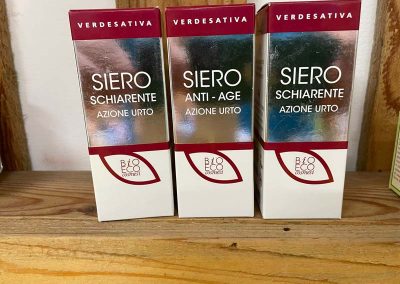 VERDESATIVA
SIERO
SCHIARENTE
AZIONE URTO
BIO
ECO
VERDESATIVA
SIERO
ANTI - AGE
AZIONE URTO
BIO
ECO
VERDESATIVA
SIERO
SCHIARENTE
AZIONE URTO
BIO
ECO